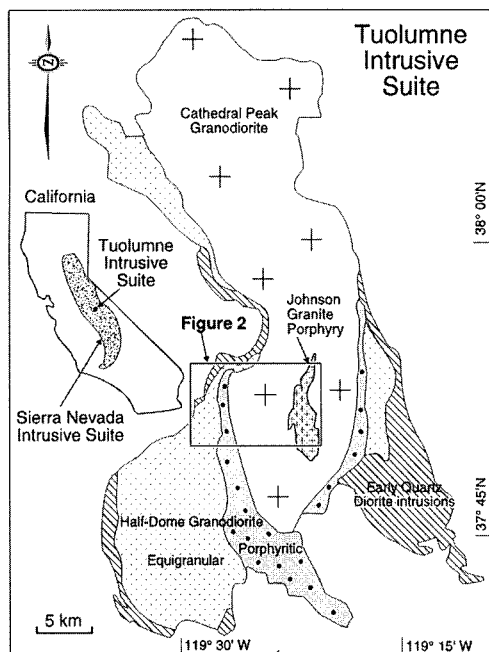 Tuolumne
Intrusive
Suite
N
Cathedral Peak
Granodiorite
38° 00'N
California
Tuolumne
Intrusive
Suite
Johnson
Granite
Porphyry
Figure 2
Sierra Nevada
Intrusive Suite
Early Quartz
Diorite intrusions
37° 45'N
Half-Dome Granodiorite
Porphyritic
Equigranular
5 km
119° 30' W
119° 15' W